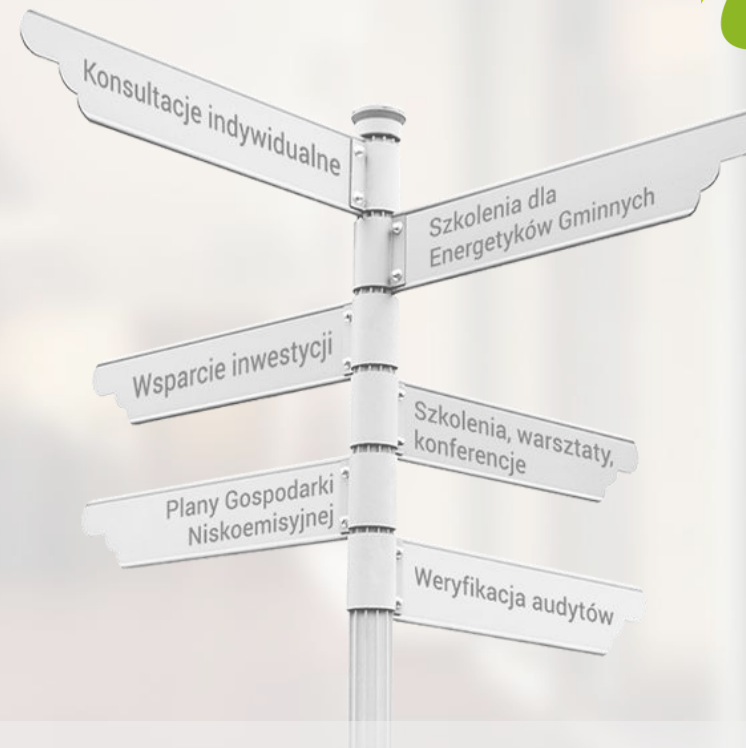 Konsultacje indywidualne
Szkolenia dla
Energetyków Gminnych
Wsparcie inwestycji
Szkolenia, warsztaty,
konferencje
Plany Gospodarki
Niskoemisyjnej
Weryfikacja audytów